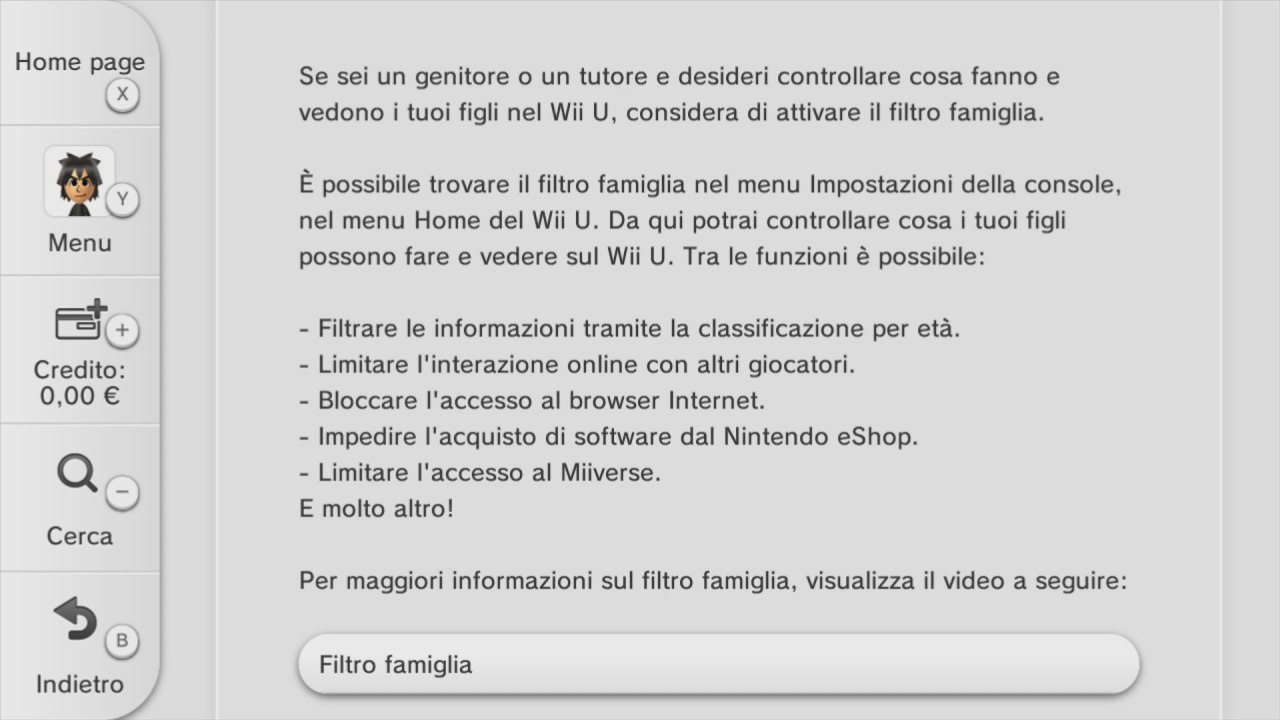 Home page
X
Y
Menu
+
Credito:
0,00 €
−
Cerca
B
Indietro
Se sei un genitore o un tutore e desideri controllare cosa fanno e
vedono i tuoi figli nel Wii U, considera di attivare il filtro famiglia.
È possibile trovare il filtro famiglia nel menu Impostazioni della console,
nel menu Home del Wii U. Da qui potrai controllare cosa i tuoi figli
possono fare e vedere sul Wii U. Tra le funzioni è possibile:
- Filtrare le informazioni tramite la classificazione per età.
- Limitare l'interazione online con altri giocatori.
- Bloccare l'accesso al browser Internet.
- Impedire l'acquisto di software dal Nintendo eShop.
- Limitare l'accesso al Miiverse.
E molto altro!
Per maggiori informazioni sul filtro famiglia, visualizza il video a seguire:
Filtro famiglia